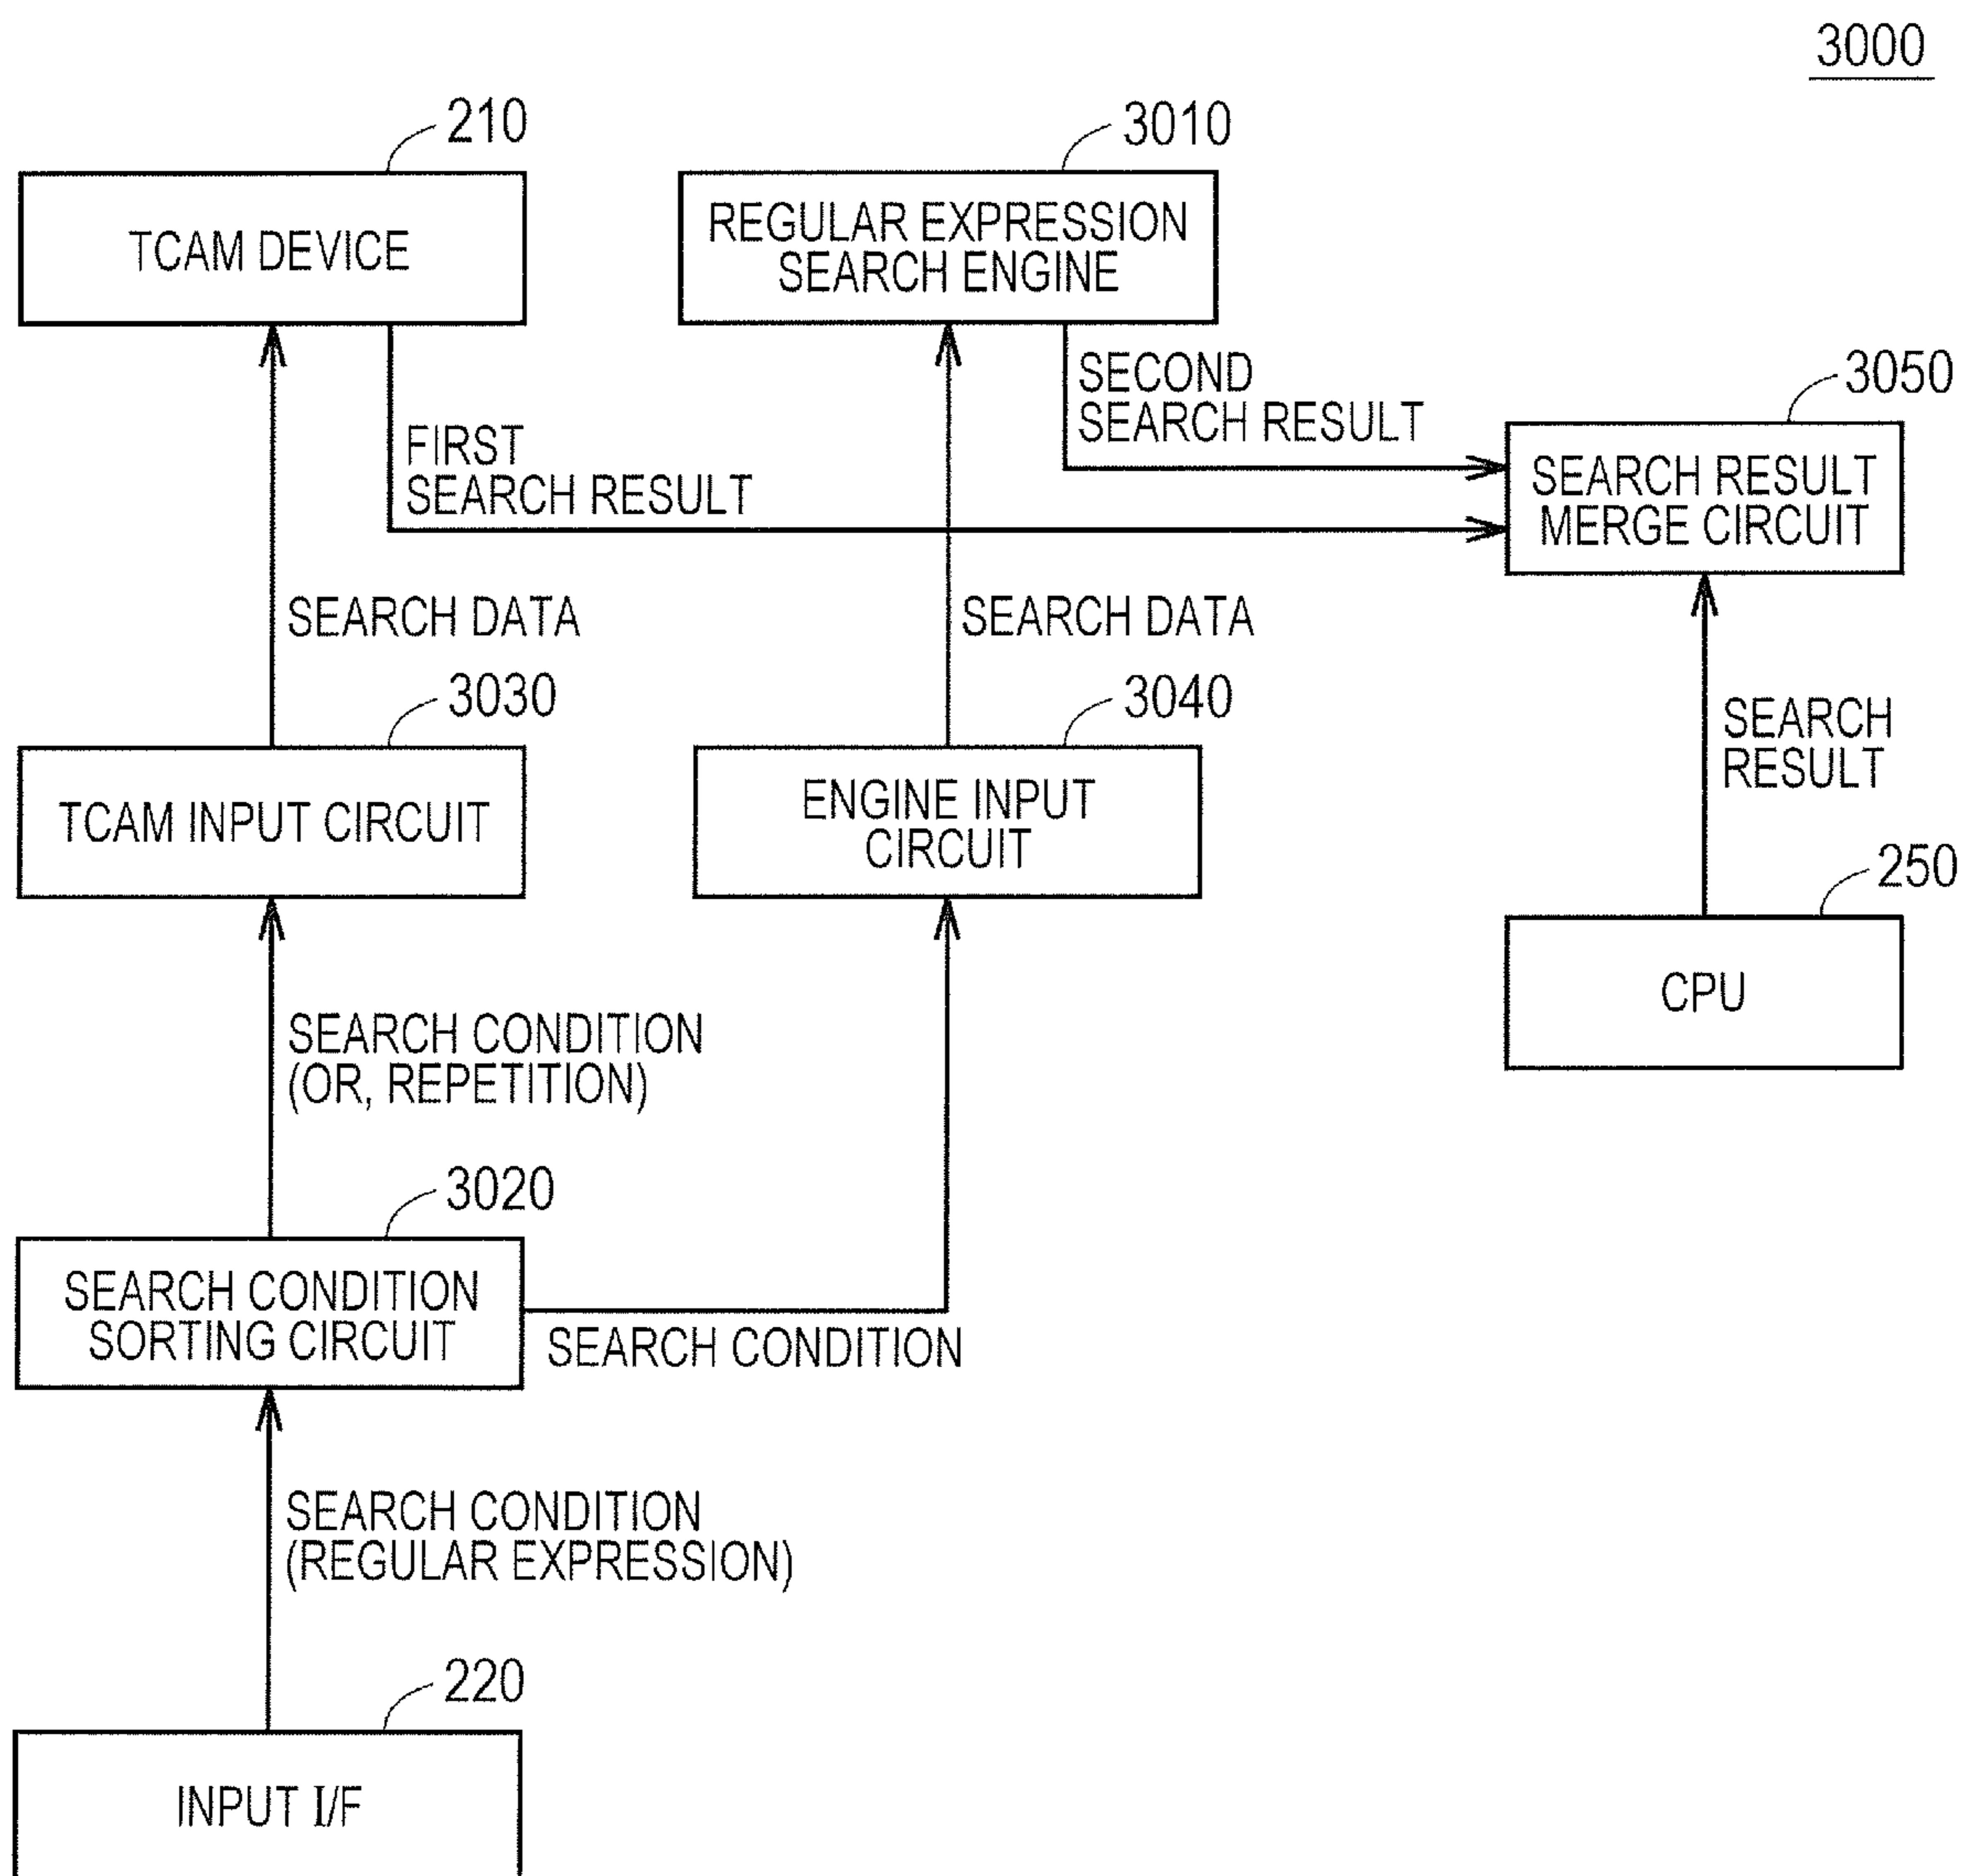 3000
210
3010
TCAM DEVICE
REGULAR EXPRESSION
SEARCH ENGINE
SECOND
SEARCH RESULT
3050
FIRST
SEARCH RESULT
SEARCH RESULT
MERGE CIRCUIT
SEARCH DATA
SEARCH DATA
3030
3040
SEARCH
RESULT
TCAM INPUT CIRCUIT
ENGINE INPUT
CIRCUIT
250
CPU
SEARCH CONDITION
(OR, REPETITION)
3020
SEARCH CONDITION
SORTING CIRCUIT
SEARCH CONDITION
SEARCH CONDITION
(REGULAR EXPRESSION)
220
INPUT I/F